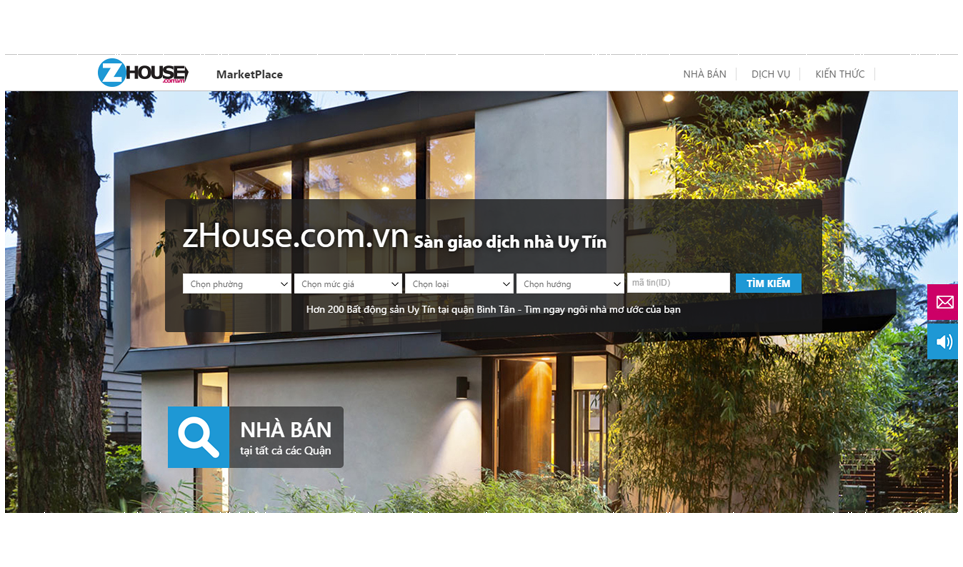 ZHOUSE
.com.vn
MarketPlace
NHÀ BÁN
DỊCH VỤ
KIẾN THỨC
zHouse.com.vn Sàn giao dịch nhà Uy Tín
Chọn phường
Chọn mức giá
Chọn loại
Chọn hướng
mã tin(ID)
TÌM KIẾM
Hơn 200 Bất động sản Uy Tín tại quận Bình Tân - Tìm ngay ngôi nhà mơ ước của bạn
NHÀ BÁN
tại tất cả các Quận